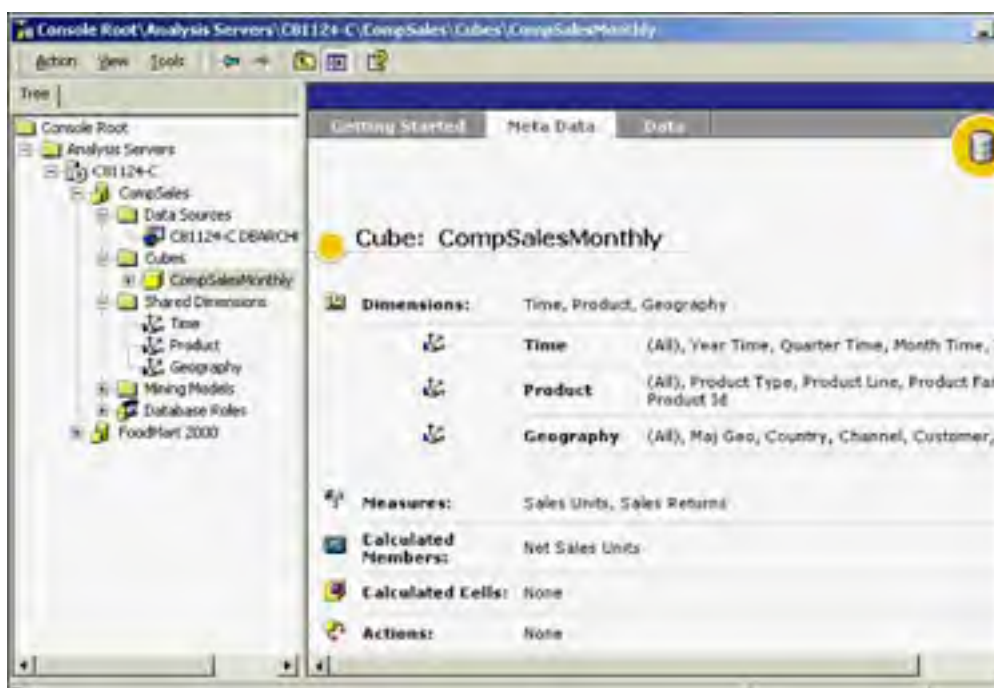 Console Root\Analysis Servers\C81124-C\CompSales\Cubes\CompSalesMonthly
Action View Tools
Tree
Console Root
Analysis Servers
C81124-C
CompSales
Data Sources
C81124-C DBARCH
Cubes
CompSalesMonthly
Shared Dimensions
Time
Product
Geography
Mining Models
Database Roles
FoodMart 2000
Getting Started Meta Data Data
Cube: CompSalesMonthly
Dimensions: Time, Product, Geography
Time (All), Year Time, Quarter Time, Month Time,
Product (All), Product Type, Product Line, Product Fam
Product Id
Geography (All), Maj Geo, Country, Channel, Customer,
Measures: Sales Units, Sales Returns
Calculated Members: Net Sales Units
Calculated Cells: None
Actions: None